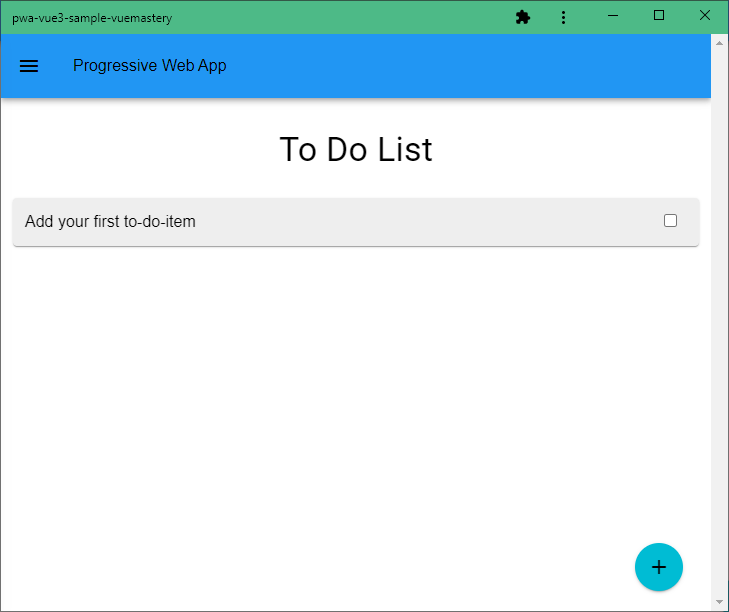 pwa-vue3-sample-vuemastery
Progressive Web App
To Do List
Add your first to-do-item